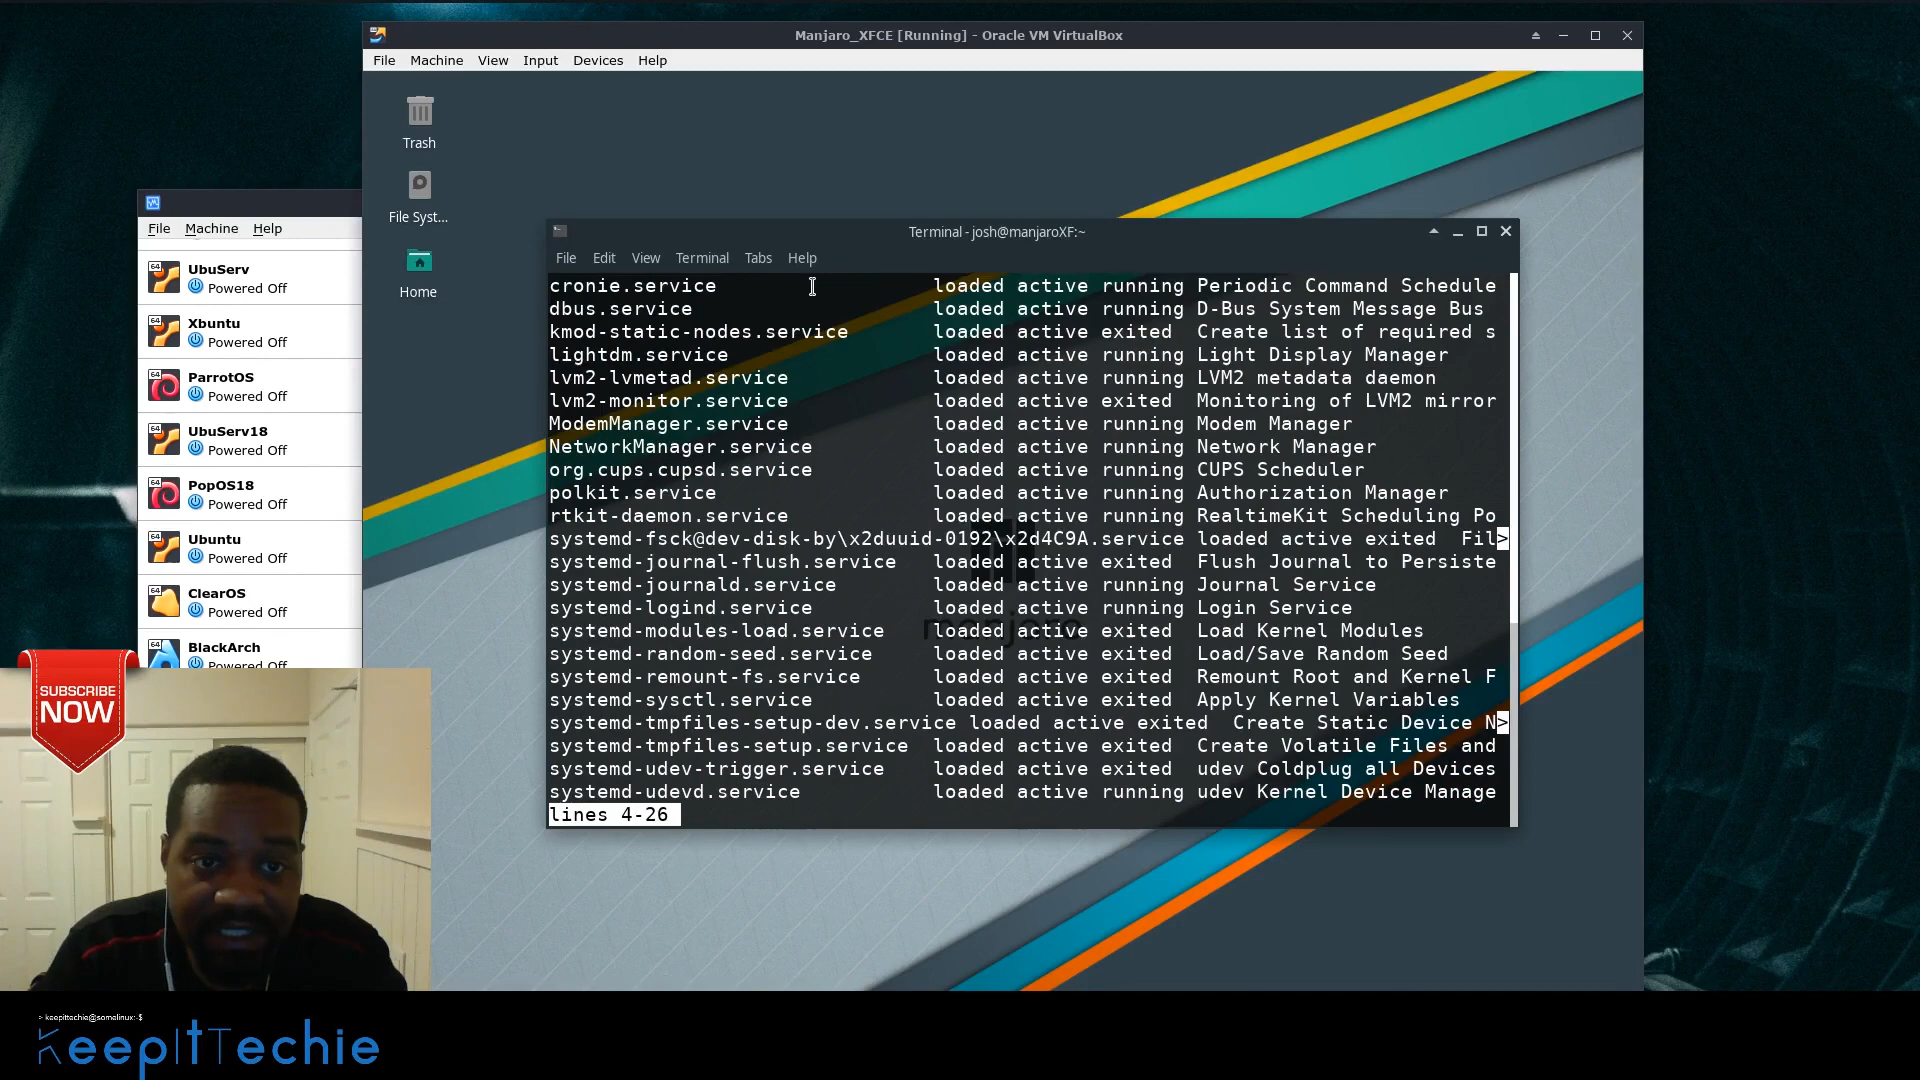 Manjaro_XFCE [Running] - Oracle VM VirtualBox
File Machine View Input Devices Help
Trash
File Syst...
Home
File Machine Help
64
UbuServ
Powered Off
64
Xbuntu
Powered Off
64
ParrotOS
Powered Off
64
UbuServ18
Powered Off
64
PopOS18
Powered Off
64
Ubuntu
Powered Off
64
ClearOS
Powered Off
64
BlackArch
Powered Off
Terminal - josh@manjaroXF:~
File Edit View Terminal Tabs Help
cronie.service loaded active running Periodic Command Schedule
dbus.service loaded active running D-Bus System Message Bus
kmod-static-nodes.service loaded active exited Create list of required s
lightdm.service loaded active running Light Display Manager
lvm2-lvmetad.service loaded active running LVM2 metadata daemon
lvm2-monitor.service loaded active exited Monitoring of LVM2 mirror
ModemManager.service loaded active running Modem Manager
NetworkManager.service loaded active running Network Manager
org.cups.cupsd.service loaded active running CUPS Scheduler
polkit.service loaded active running Authorization Manager
rtkit-daemon.service loaded active running RealtimeKit Scheduling Po
systemd-fsck@dev-disk-by\x2duuid-0192\x2d4C9A.service loaded active exited Fil>
systemd-journal-flush.service loaded active exited Flush Journal to Persiste
systemd-journald.service loaded active running Journal Service
systemd-logind.service loaded active running Login Service
systemd-modules-load.service loaded active exited Load Kernel Modules
systemd-random-seed.service loaded active exited Load/Save Random Seed
systemd-remount-fs.service loaded active exited Remount Root and Kernel F
systemd-sysctl.service loaded active exited Apply Kernel Variables
systemd-tmpfiles-setup-dev.service loaded active exited Create Static Device N>
systemd-tmpfiles-setup.service loaded active exited Create Volatile Files and
systemd-udev-trigger.service loaded active exited udev Coldplug all Devices
systemd-udevd.service loaded active running udev Kernel Device Manage
lines 4-26
manjaro
SUBSCRIBE
NOW
> keepittechie@somelinux:~$
KeepItTechie